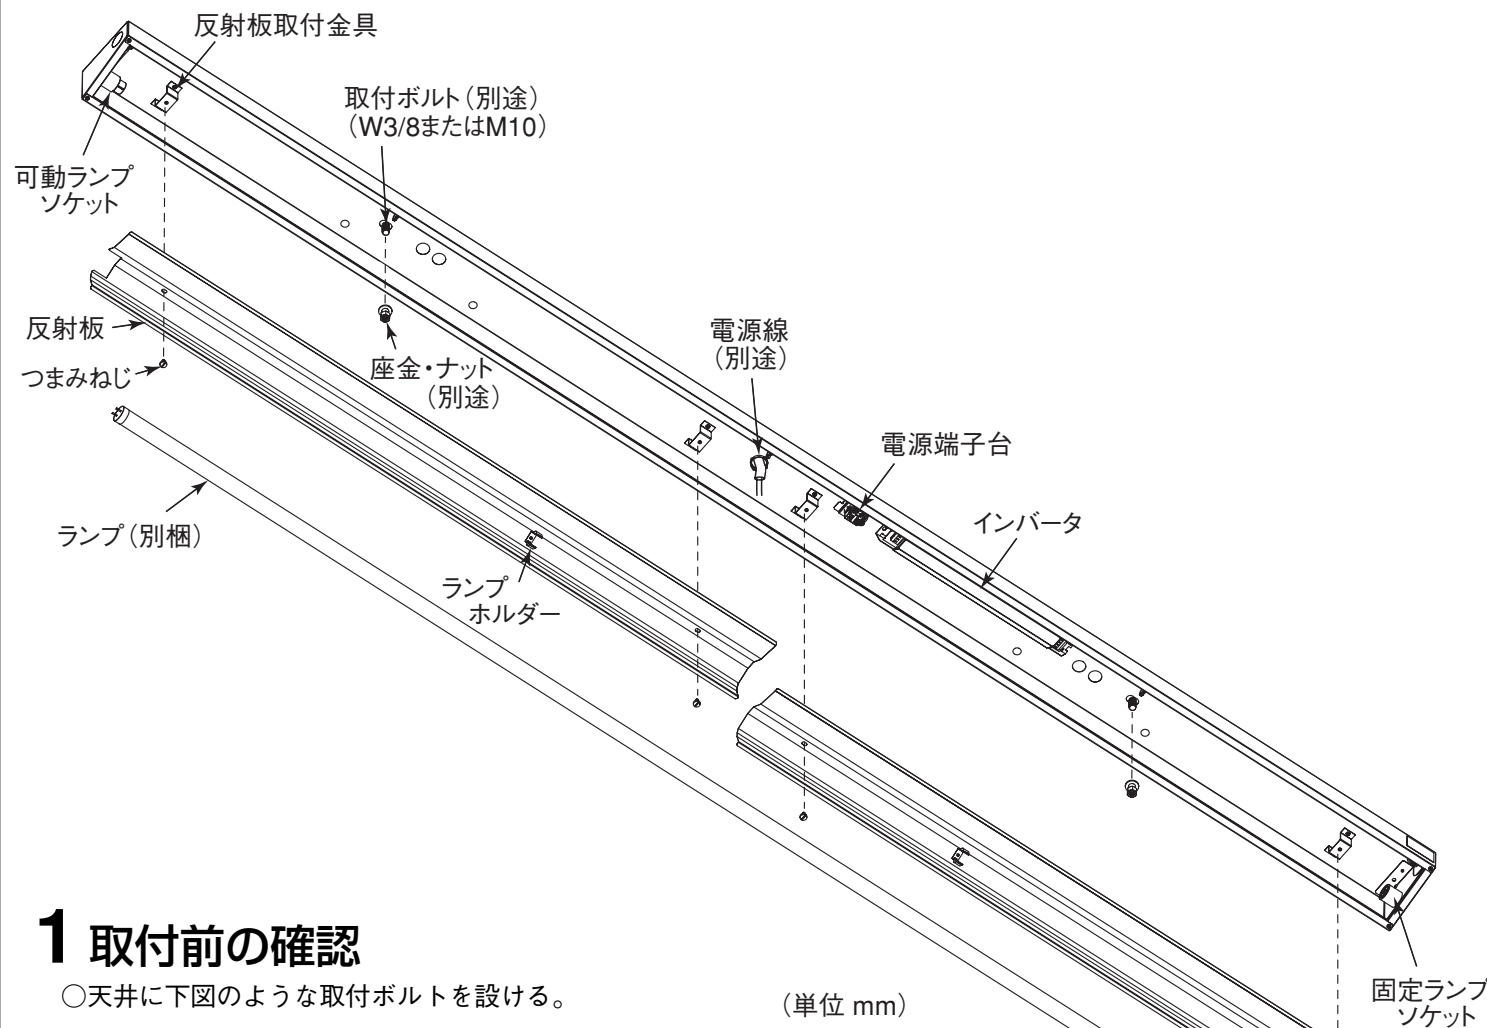 反射板取付金具
取付ボルト（別途）
（W3/8またはM10）
可動ランプ
ソケット
反射板
つまみねじ
座金・ナット
（別途）
電源線
（別途）
電源端子台
インバータ
ランプ（別梱）
ランプ
ホルダー
固定ランプ
ソケット
1 取付前の確認
○天井に下図のような取付ボルトを設ける。
（単位 mm）